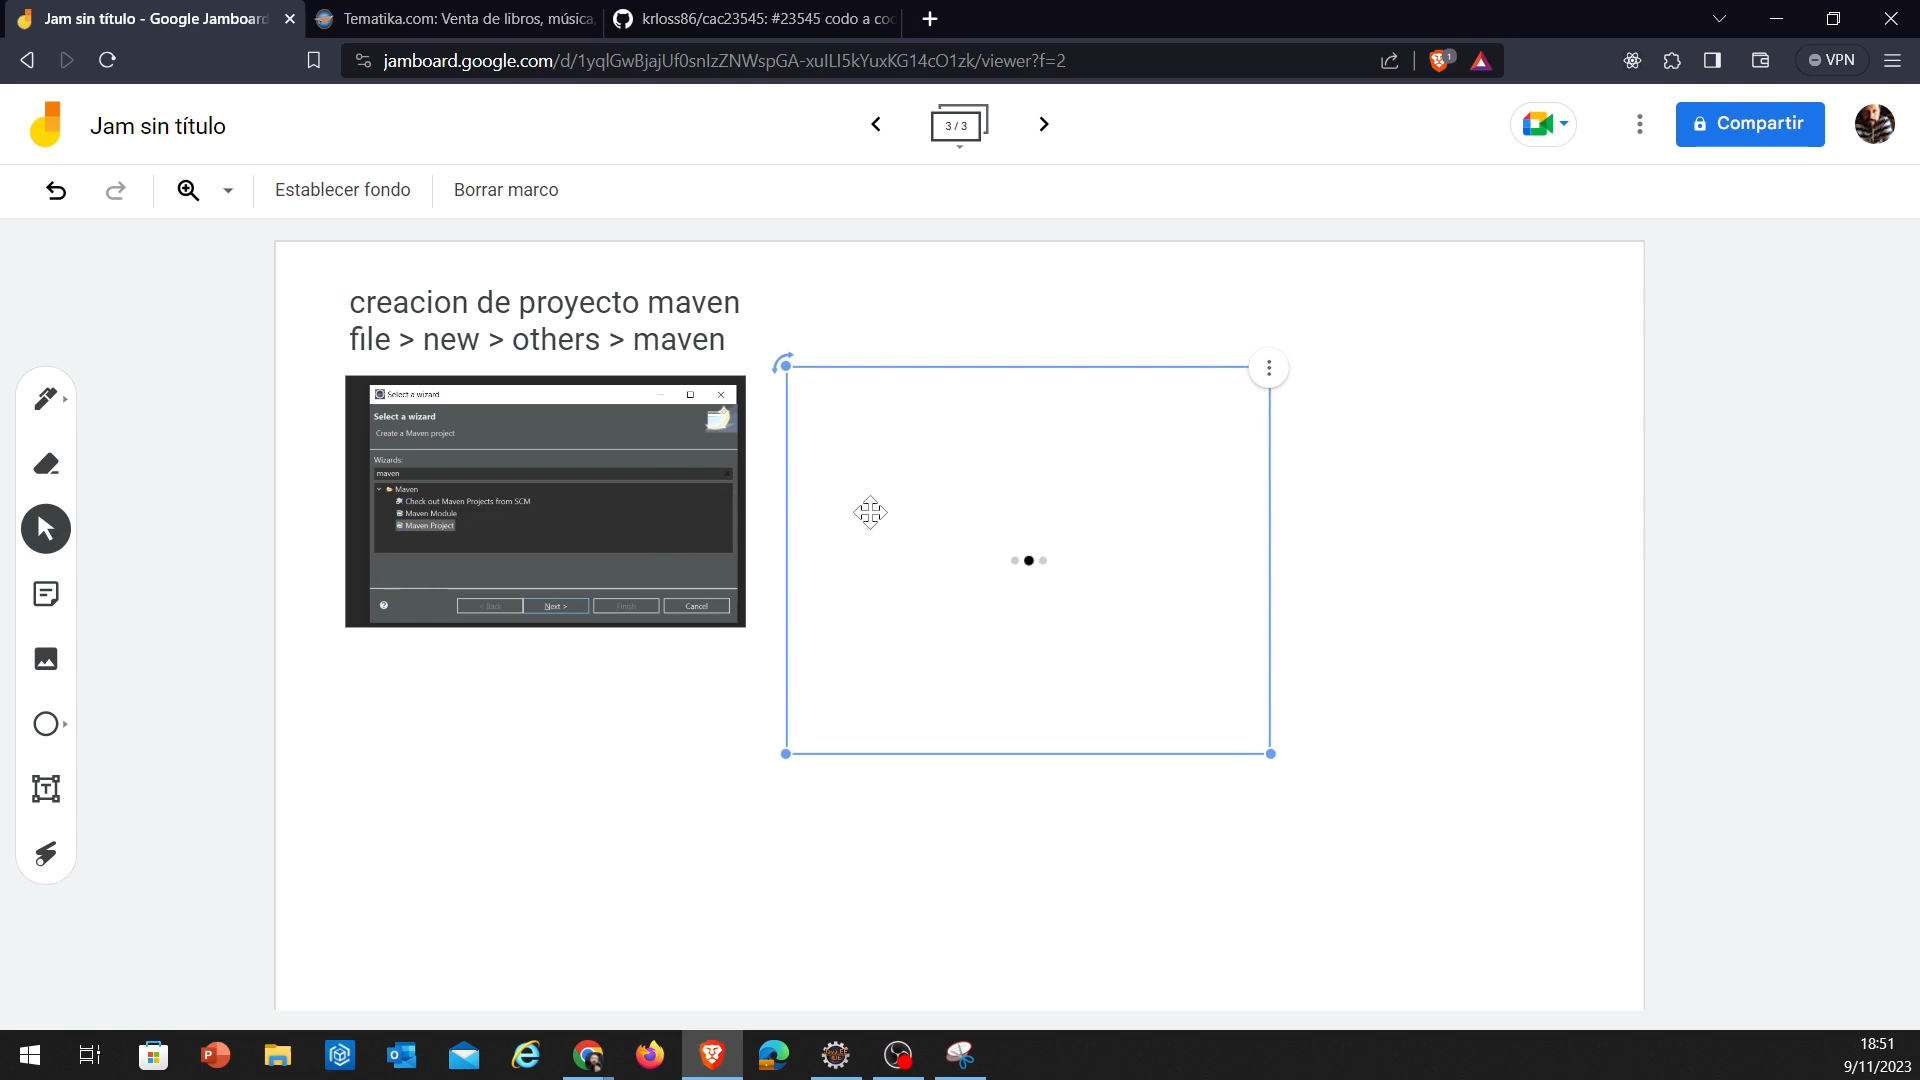 Jam sin título - Google Jamboard
Tematika.com: Venta de libros, música,
krloss86/cac23545: #23545 codo a coc
jamboard.google.com/d/1yqlGwBjajUf0snIzZNWspGA-xulLI5kYuxKG14cO1zk/viewer?f=2
1
VPN
Jam sin título
3 / 3
Compartir
Establecer fondo
Borrar marco
creacion de proyecto maven
file > new > others > maven
Select a wizard
Select a wizard
Create a Maven project
Wizards:
maven
Maven
Check out Maven Projects from SCM
Maven Module
Maven Project
< Back
Next >
Finish
Cancel
18:51
9/11/2023